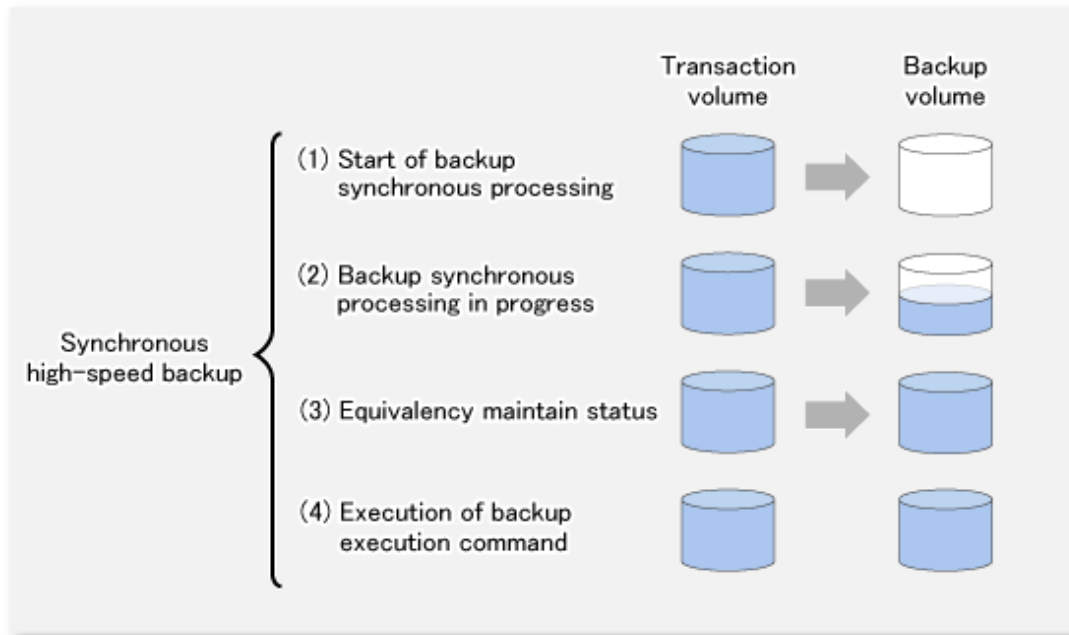 Transaction
volume
Backup
volume
(1) Start of backup
synchronous processing
(2) Backup synchronous
processing in progress
Synchronous
high-speed backup
(3) Equivalency maintain status
(4) Execution of backup
execution command